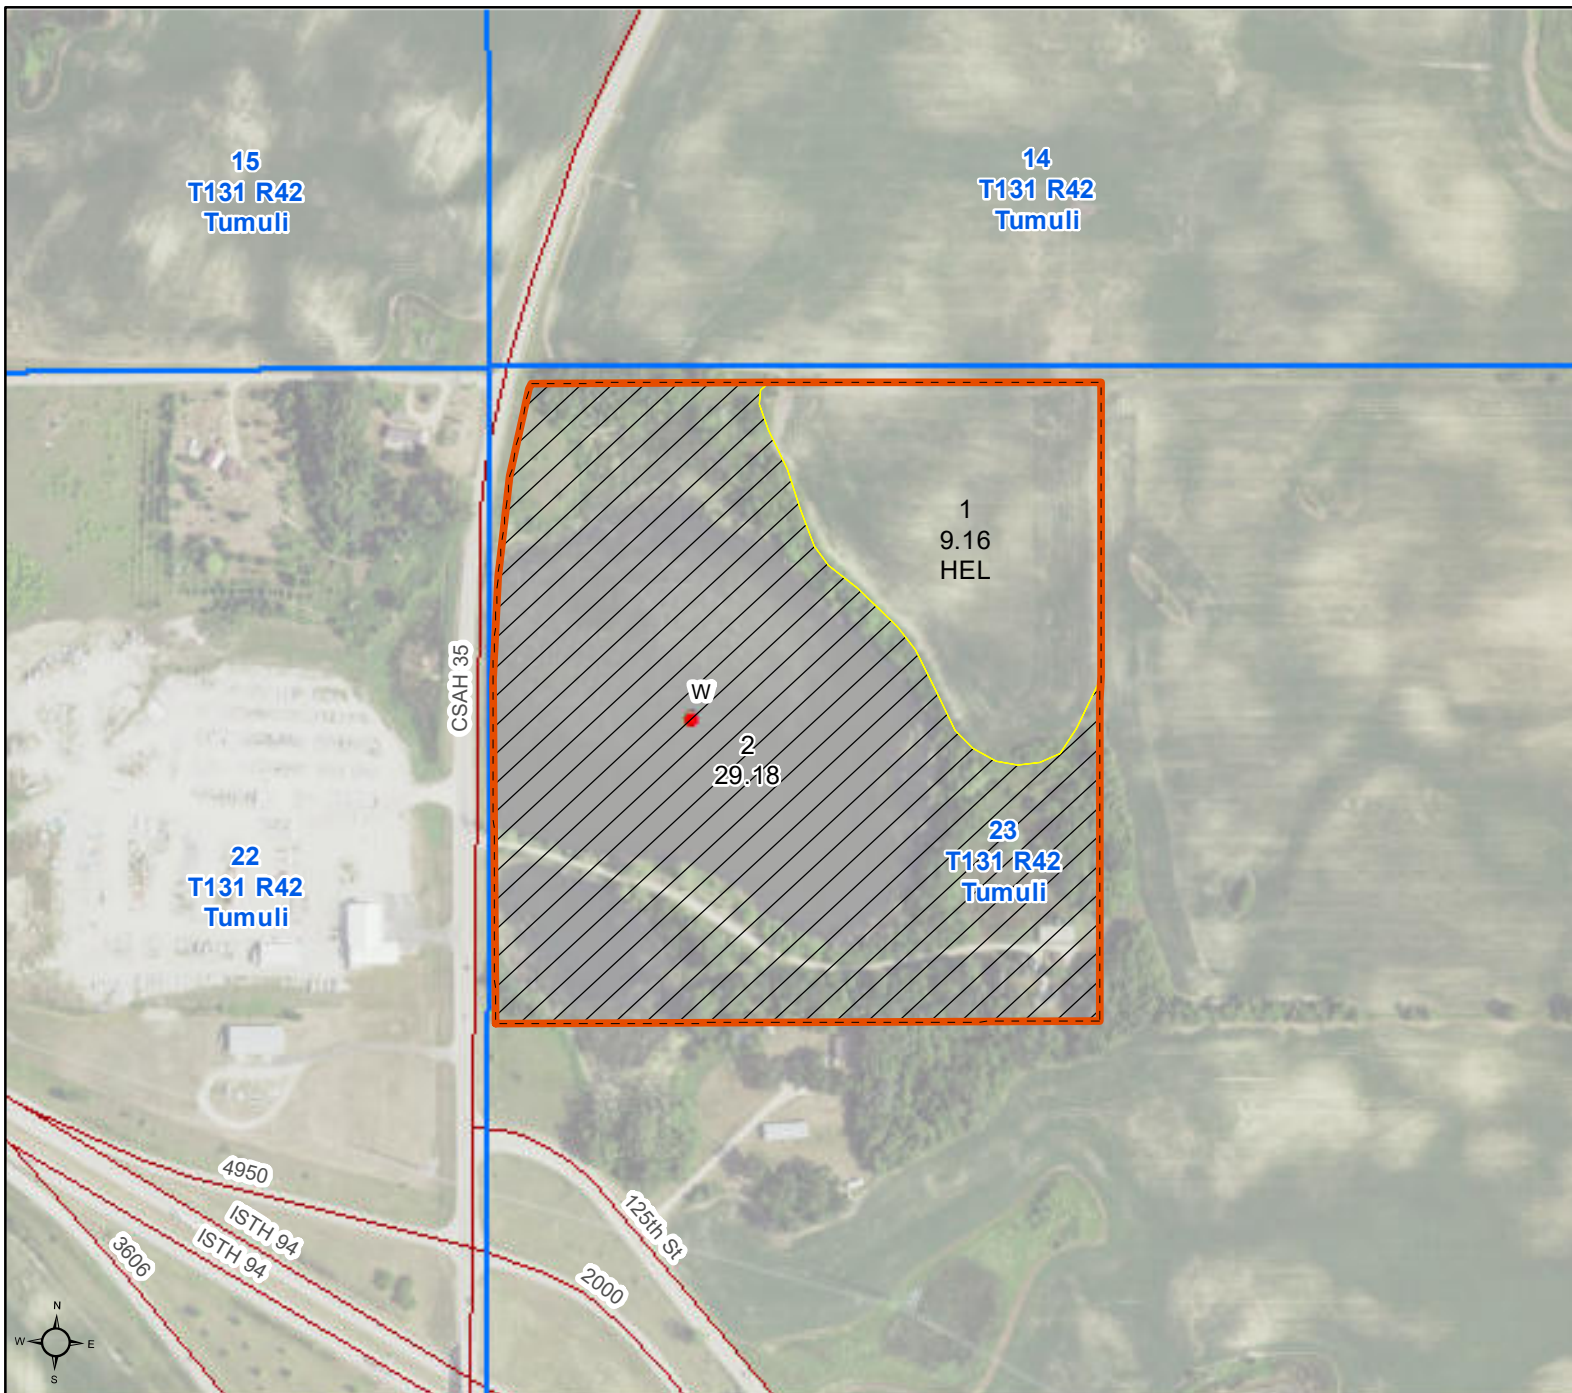 15
T131 R42
Tumuli
14
T131 R42
Tumuli
1
9.16
HEL
CSAH 35
W
2
29.18
23
T131 R42
Tumuli
22
T131 R42
Tumuli
4950
ISTH 94
ISTH 94
3606
125th St
2000
N
W
E
S